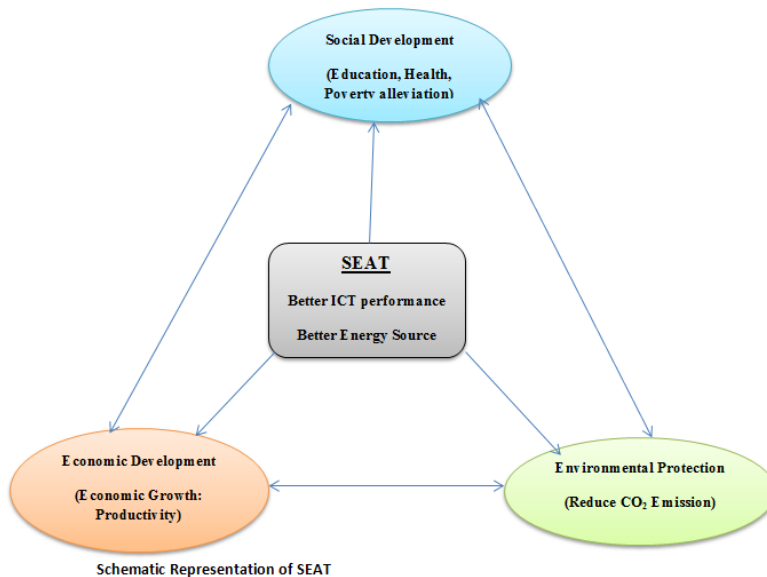 Social Development
(Education, Health,
Poverty alleviation)
SEAT
Better ICT performance
Better Energy Source
Economic Development
(Economic Growth:
Productivity)
Environmental Protection
(Reduce CO₂ Emission)
Schematic Representation of SEAT